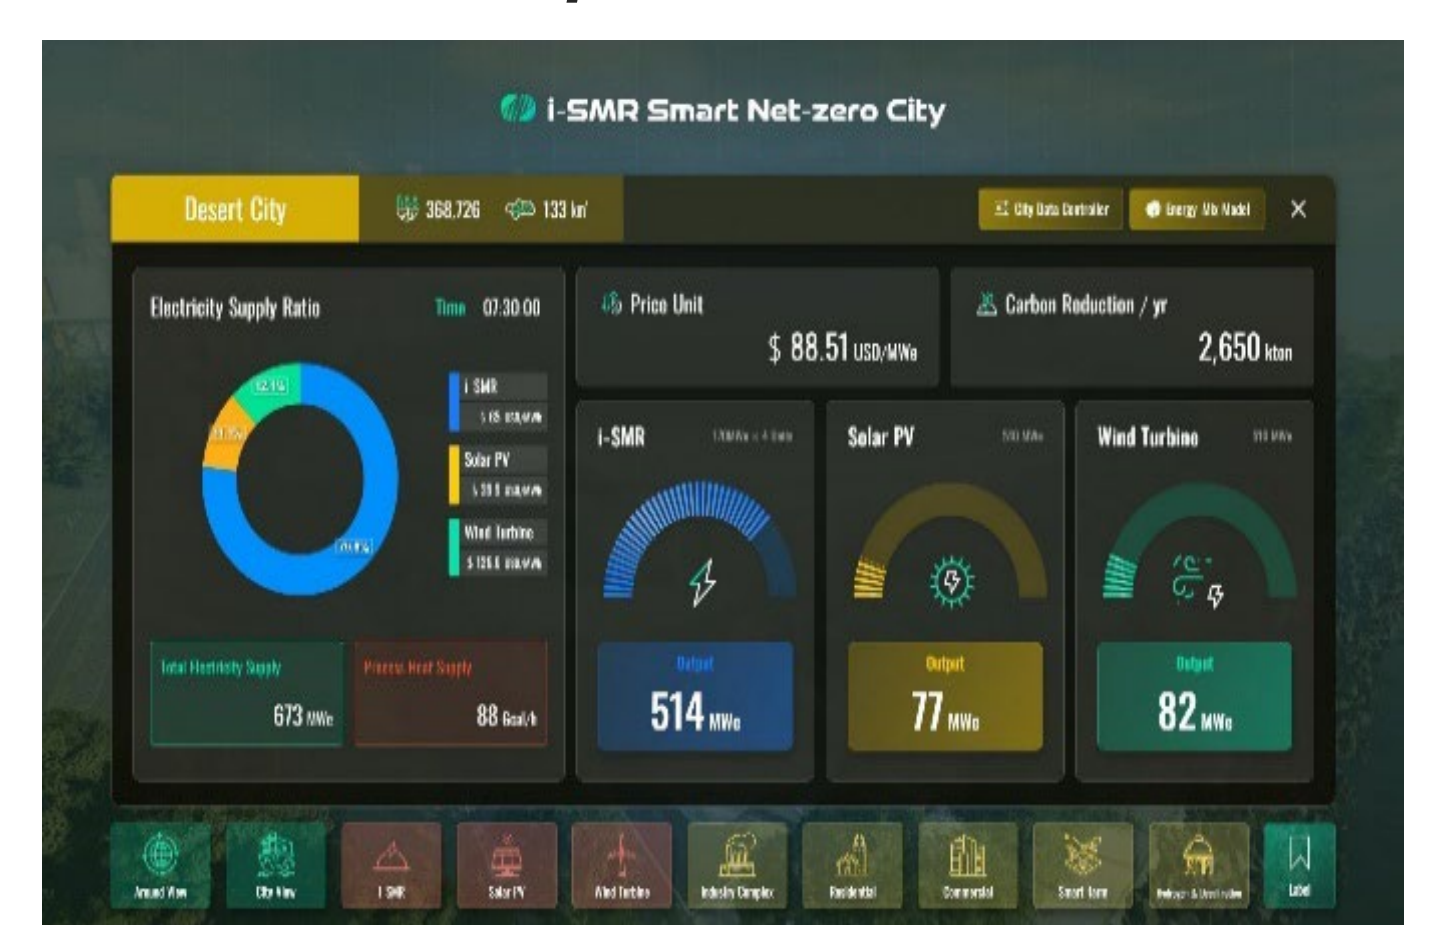 i-SMR Smart Net-zero City
Desert City
368,726
133 km²
City Data Controller
Energy Mix Model
Electricity Supply Ratio
Time 07:30:00
Price Unit
$ 88.51 USD/MWe
Carbon Reduction / yr
2,650 kton
12.1%
i-SMR
Solar PV
Wind Turbine
i-SMR
Solar PV
Wind Turbine
Total Electricity Supply
673 MWe
Process Heat Supply
88 Gcal/h
Output
514 MWe
Output
77 MWe
Output
82 MWe
Around View
City View
i-SMR
Solar PV
Wind Turbine
Industry Complex
Residential
Commercial
Smart Farm
Label